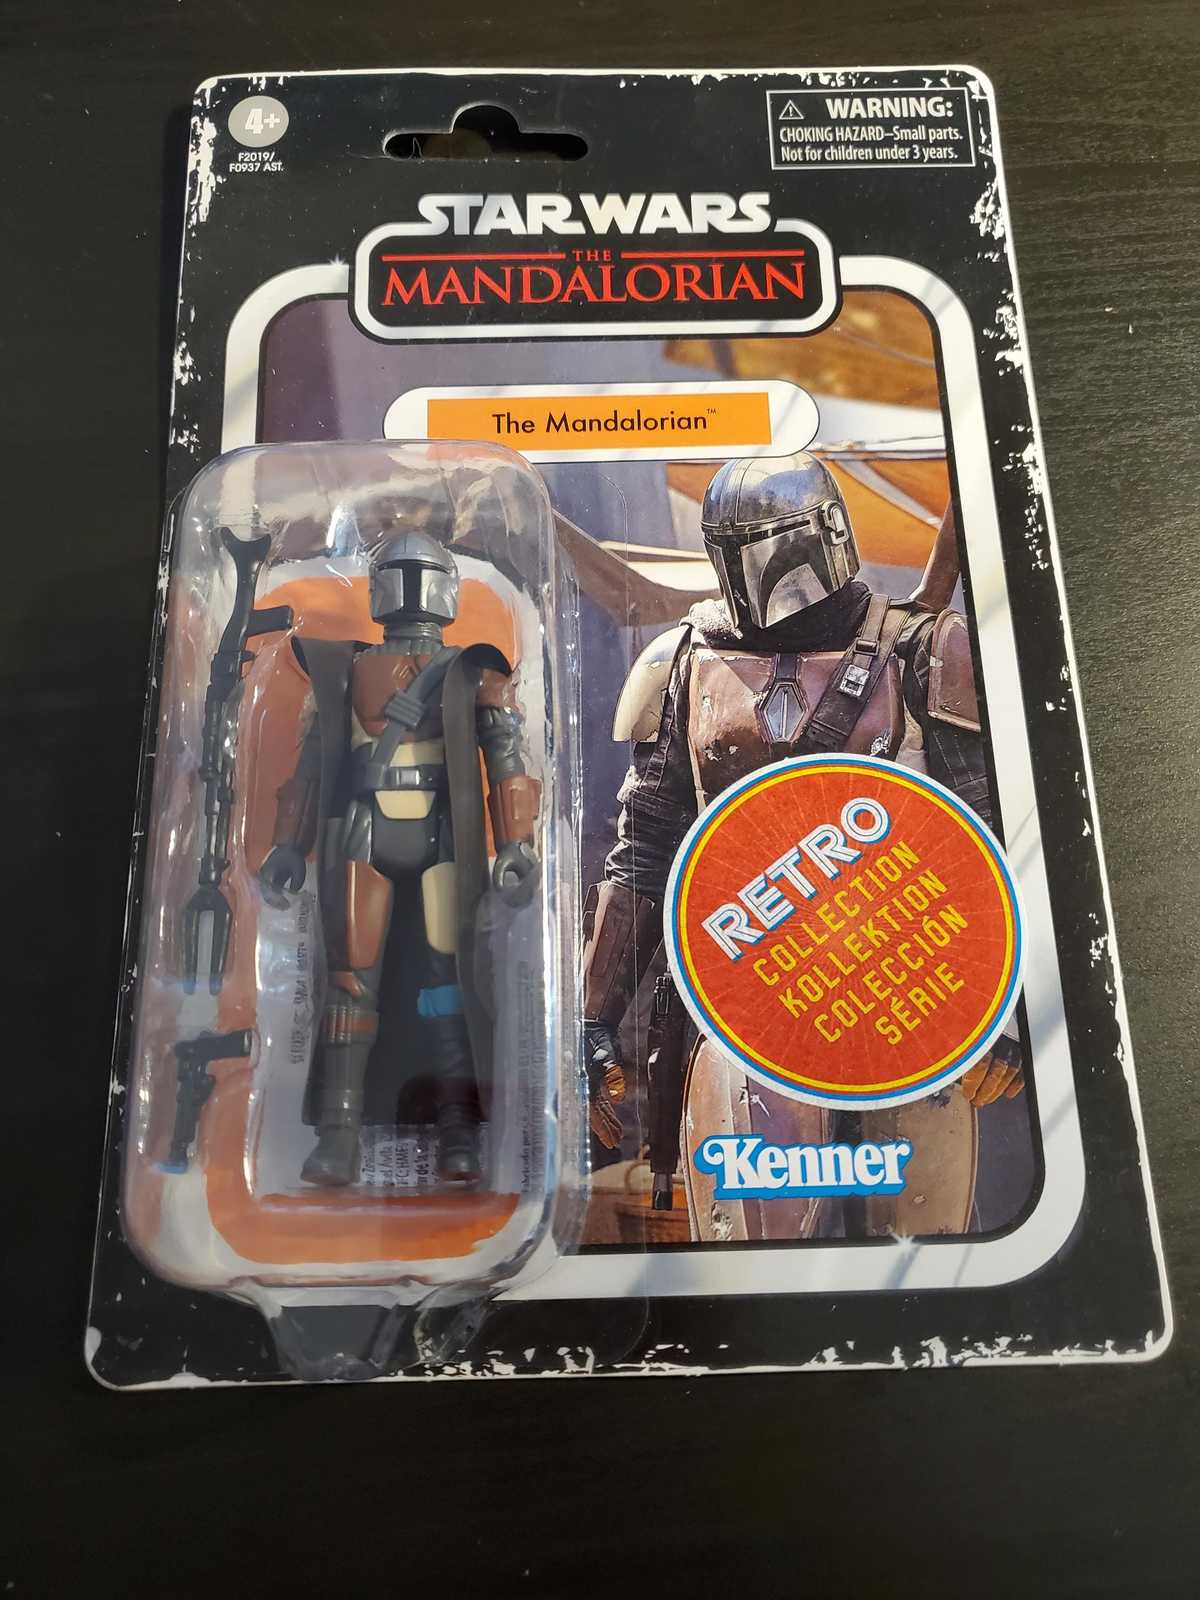 4+
F2019/
F0937 AST.
WARNING:
CHOKING HAZARD–Small parts.
Not for children under 3 years.
STAR WARS
THE
MANDALORIAN
The Mandalorian™
RETRO
COLLECTION
KOLLEKTION
COLECCIÓN
SÉRIE
Kenner